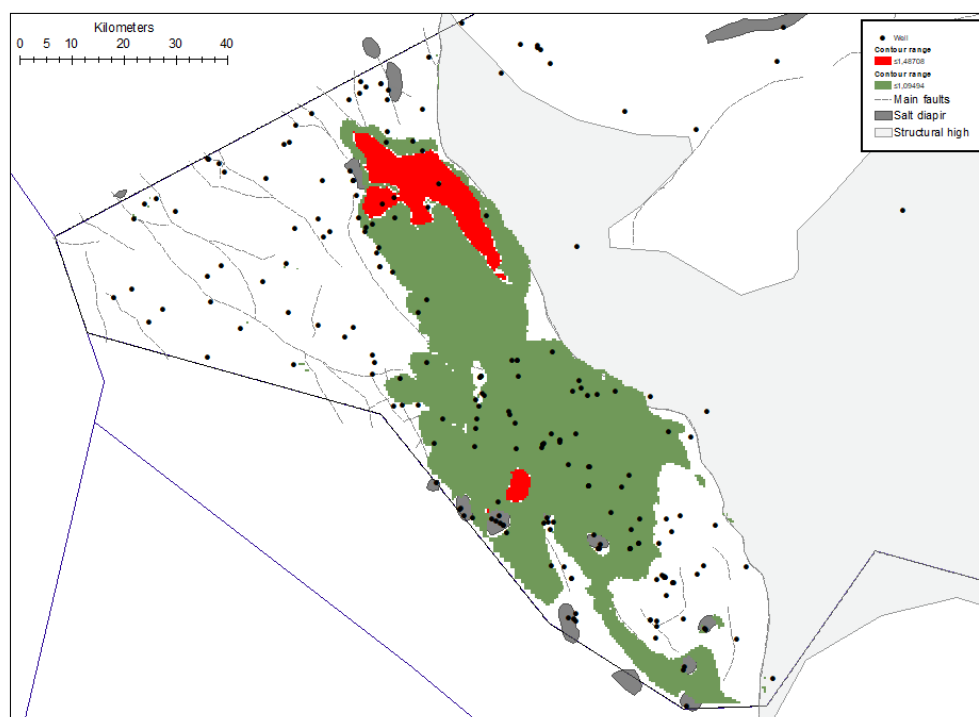 Kilometers
0 5 10 20 30 40
Well
Contour range
≤1,48708
Contour range
≤1,09494
Main faults
Salt diapir
Structural high